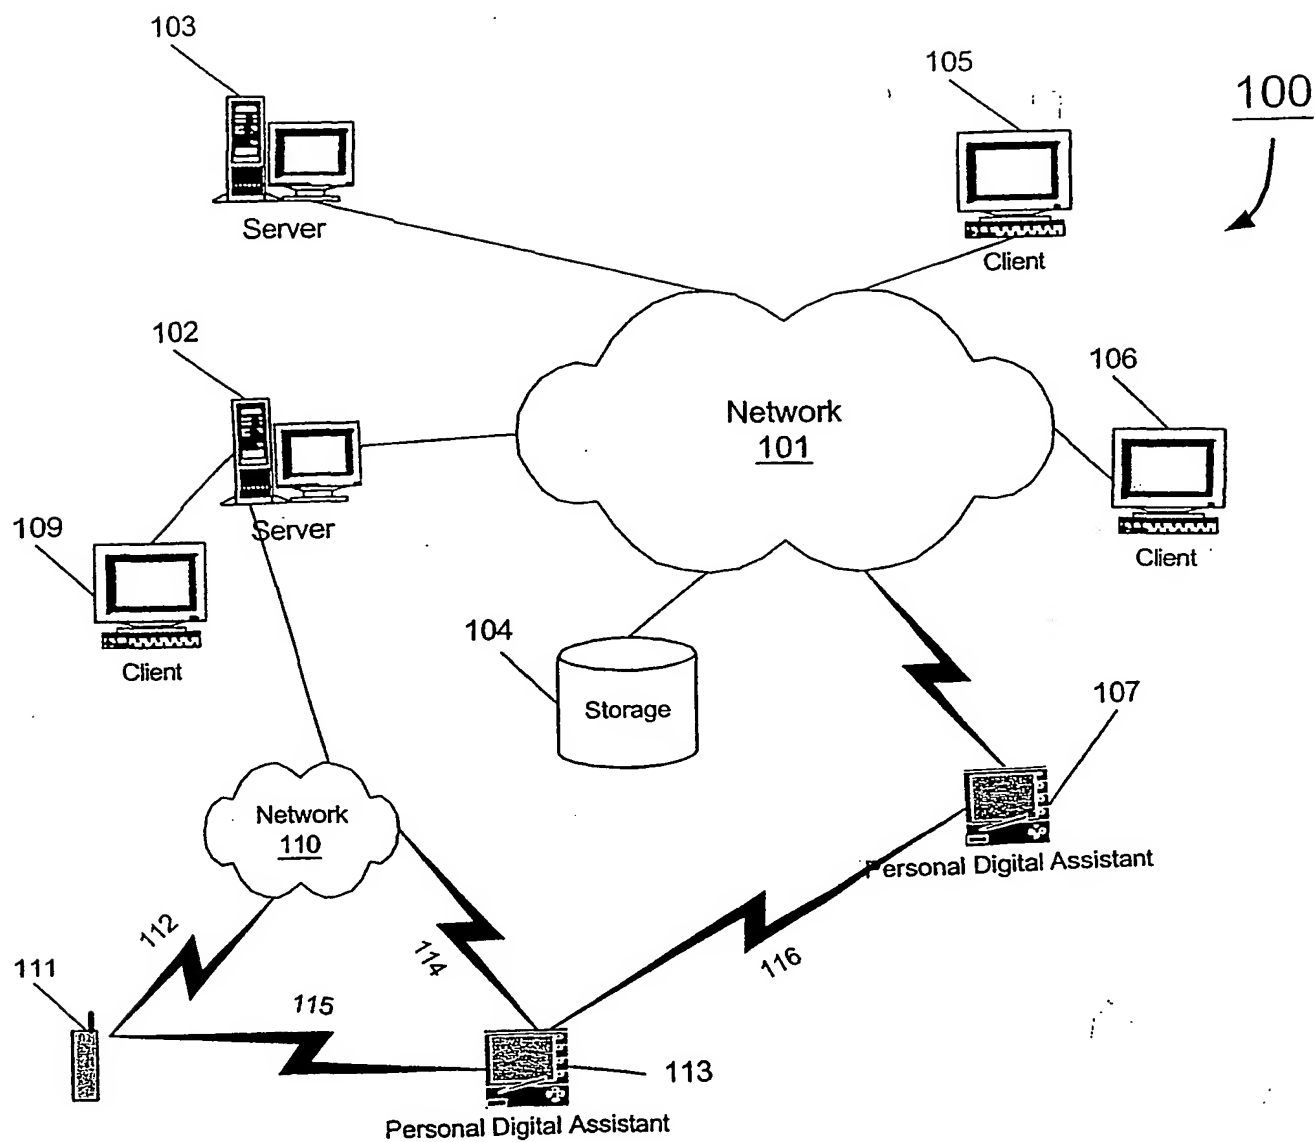 103
105
100
Server
Client
102
106
Network
101
109
Server
Client
104
Client
Storage
107
Network
110
Personal Digital Assistant
112
114
116
111
115
113
Personal Digital Assistant